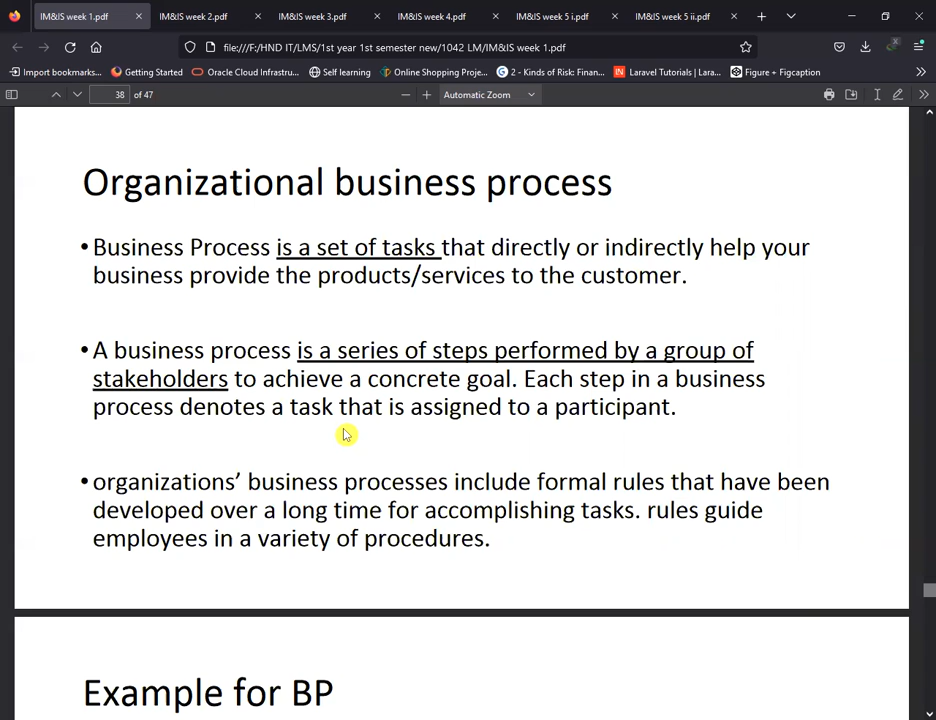 IM&IS week 1.pdf
IM&IS week 2.pdf
IM&IS week 3.pdf
IM&IS week 4.pdf
IM&IS week 5 i.pdf
IM&IS week 5 ii.pdf
file:///F:/HND IT/LMS/1st year 1st semester new/1042 LM/IM&IS week 1.pdf
Import bookmarks...
Getting Started
Oracle Cloud Infrastru...
Self learning
Online Shopping Proje...
2 - Kinds of Risk: Finan...
Laravel Tutorials | Lara...
Figure + Figcaption
38 of 47
Automatic Zoom
Organizational business process
• Business Process is a set of tasks that directly or indirectly help your
business provide the products/services to the customer.
• A business process is a series of steps performed by a group of
stakeholders to achieve a concrete goal. Each step in a business
process denotes a task that is assigned to a participant.
• organizations’ business processes include formal rules that have been
developed over a long time for accomplishing tasks. rules guide
employees in a variety of procedures.
Example for BP